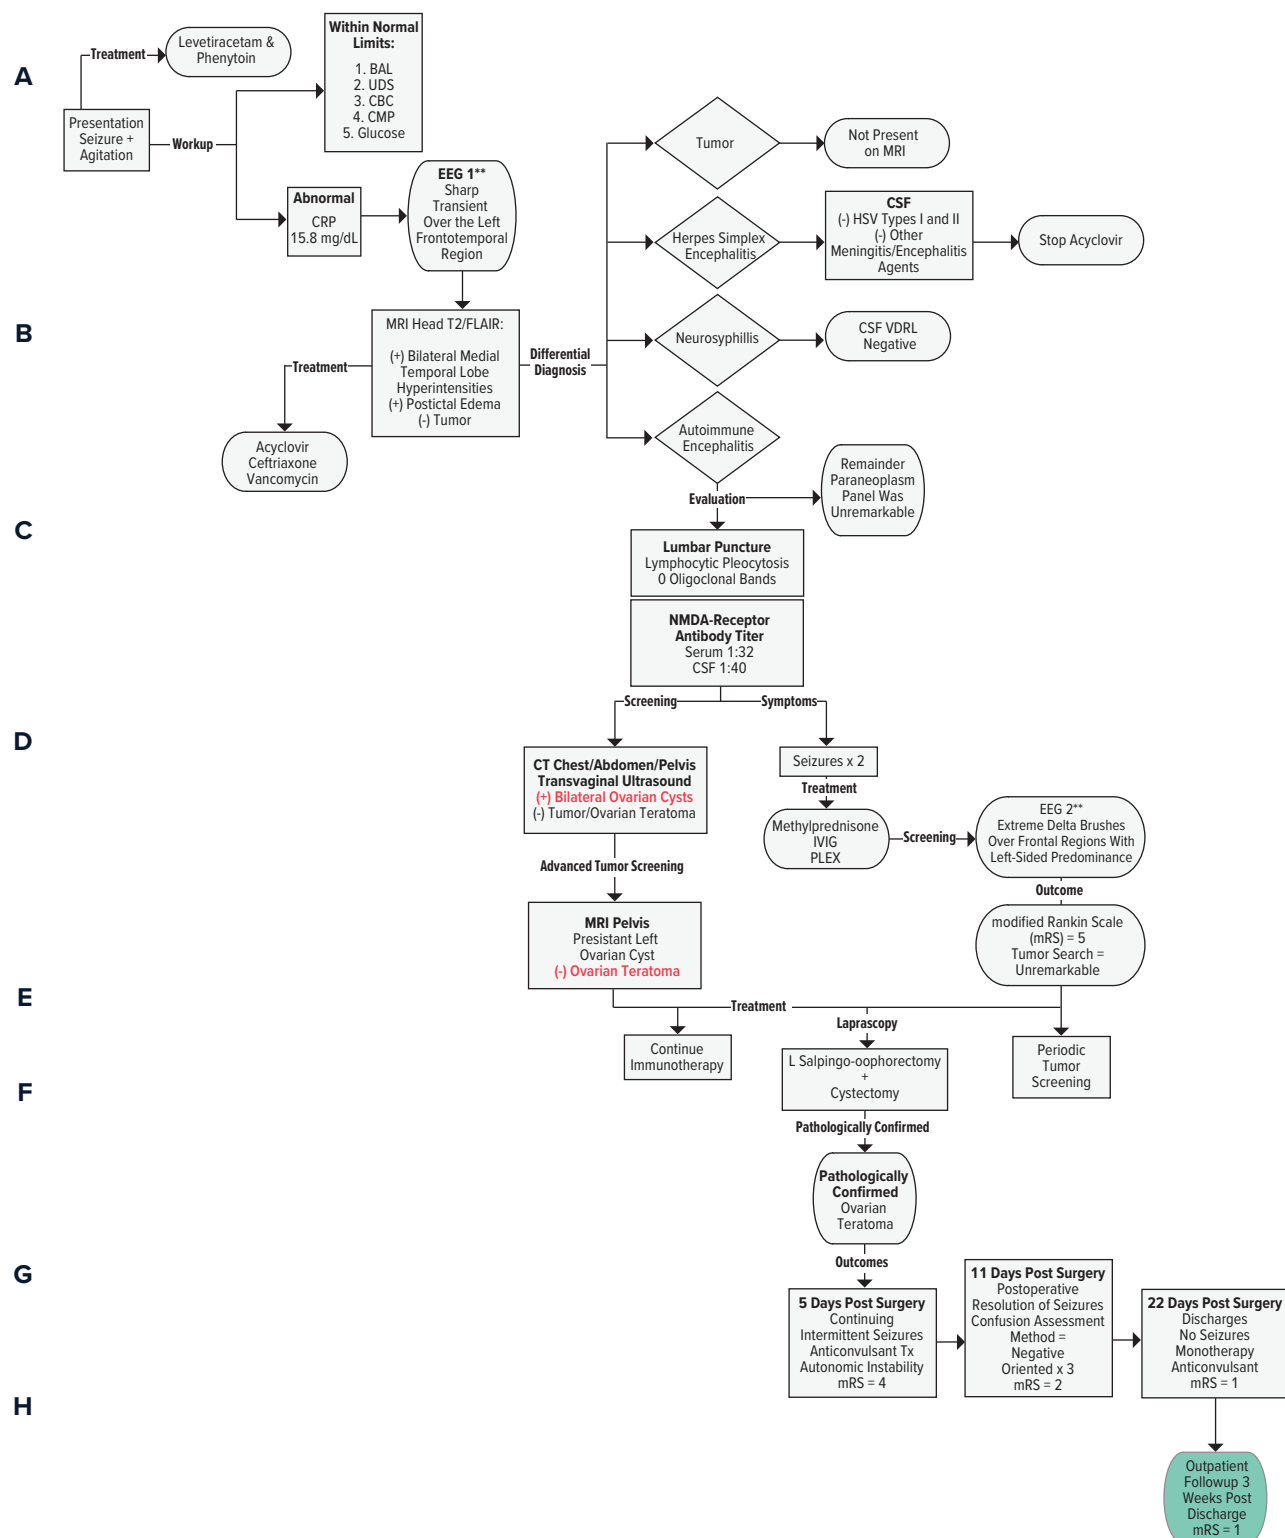 A
Treatment
Levetiracetam &
Phenytoin
Presentation
Seizure +
Agitation
Workup
Within Normal
Limits:
1. BAL
2. UDS
3. CBC
4. CMP
5. Glucose
Abnormal
CRP
15.8 mg/dL
EEG 1**
Sharp
Transient
Over the Left
Frontotemporal
Region
Tumor
Not Present
on MRI
Herpes Simplex
Encephalitis
CSF
(-) HSV Types I and II
(-) Other
Meningitis/Encephalitis
Agents
Stop Acyclovir
B
MRI Head T2/FLAIR:
(+) Bilateral Medial
Temporal Lobe
Hyperintensities
(+) Postictal Edema
(-) Tumor
Treatment
Acyclovir
Ceftriaxone
Vancomycin
Differential
Diagnosis
Neurosyphillis
CSF VDRL
Negative
Autoimmune
Encephalitis
Evaluation
Remainder
Paraneoplasm
Panel Was
Unremarkable
C
Lumbar Puncture
Lymphocytic Pleocytosis
0 Oligoclonal Bands
NMDA-Receptor
Antibody Titer
Serum 1:32
CSF 1:40
Screening
Symptoms
D
CT Chest/Abdomen/Pelvis
Transvaginal Ultrasound
(+) Bilateral Ovarian Cysts
(-) Tumor/Ovarian Teratoma
Seizures x 2
Treatment
Methylprednisone
IVIG
PLEX
Screening
EEG 2**
Extreme Delta Brushes
Over Frontal Regions With
Left-Sided Predominance
Advanced Tumor Screening
Outcome
MRI Pelvis
Presistant Left
Ovarian Cyst
(-) Ovarian Teratoma
modified Rankin Scale
(mRS) = 5
Tumor Search =
Unremarkable
E
Treatment
Laprascopy
Continue
Immunotherapy
L Salpingo-oophorectomy
+
Cystectomy
Periodic
Tumor
Screening
F
Pathologically Confirmed
Pathologically
Confirmed
Ovarian
Teratoma
Outcomes
G
5 Days Post Surgery
Continuing
Intermittent Seizures
Anticonvulsant Tx
Autonomic Instability
mRS = 4
11 Days Post Surgery
Postoperative
Resolution of Seizures
Confusion Assessment
Method =
Negative
Oriented x 3
mRS = 2
22 Days Post Surgery
Discharges
No Seizures
Monotherapy
Anticonvulsant
mRS = 1
H
Outpatient
Followup 3
Weeks Post
Discharge
mRS = 1